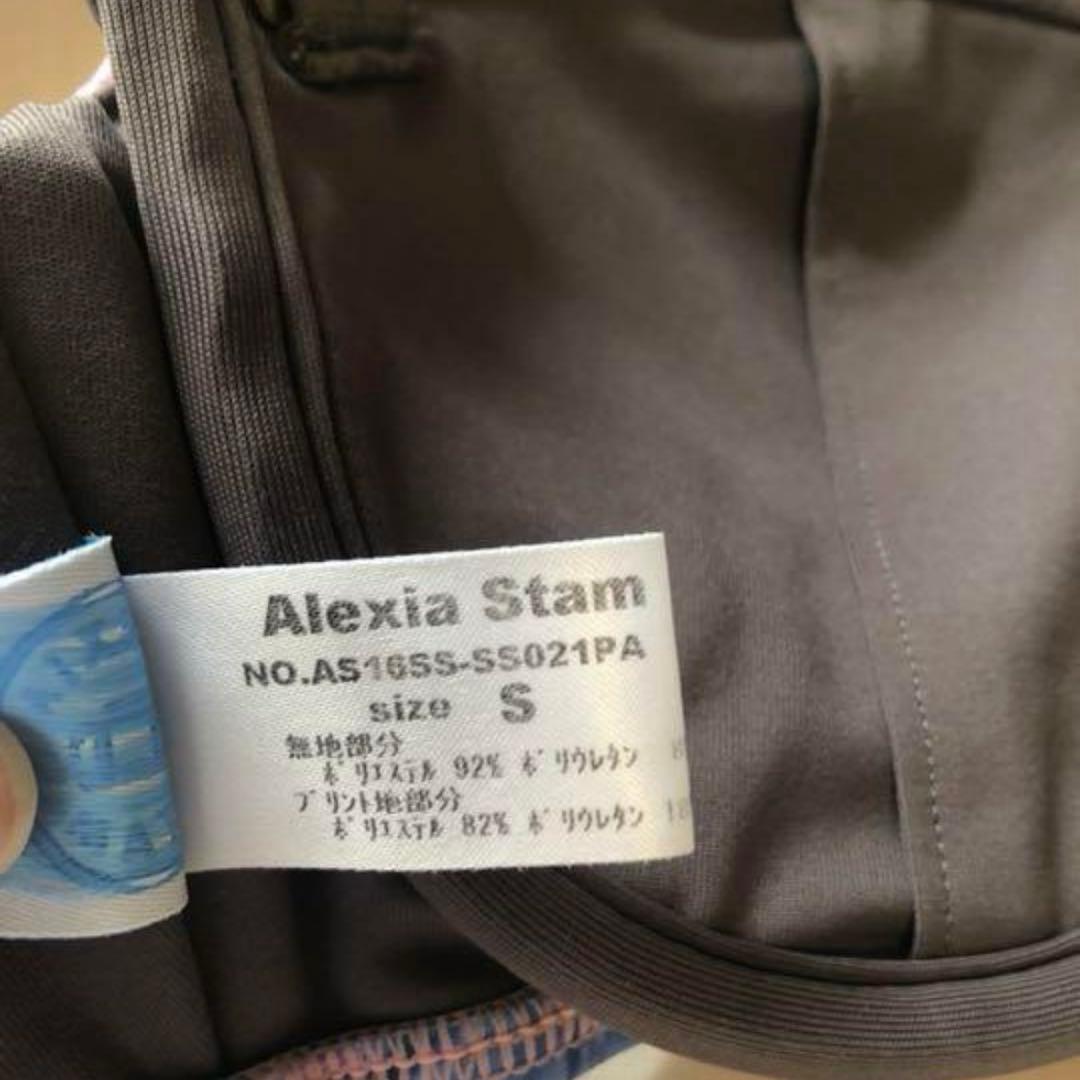 Alexia Stam
NO.AS16SS-SS021PA
size S
無地部分
ポリエステル 92% ポリウレタン
プリント地部分
ポリエステル 82% ポリウレタン 18